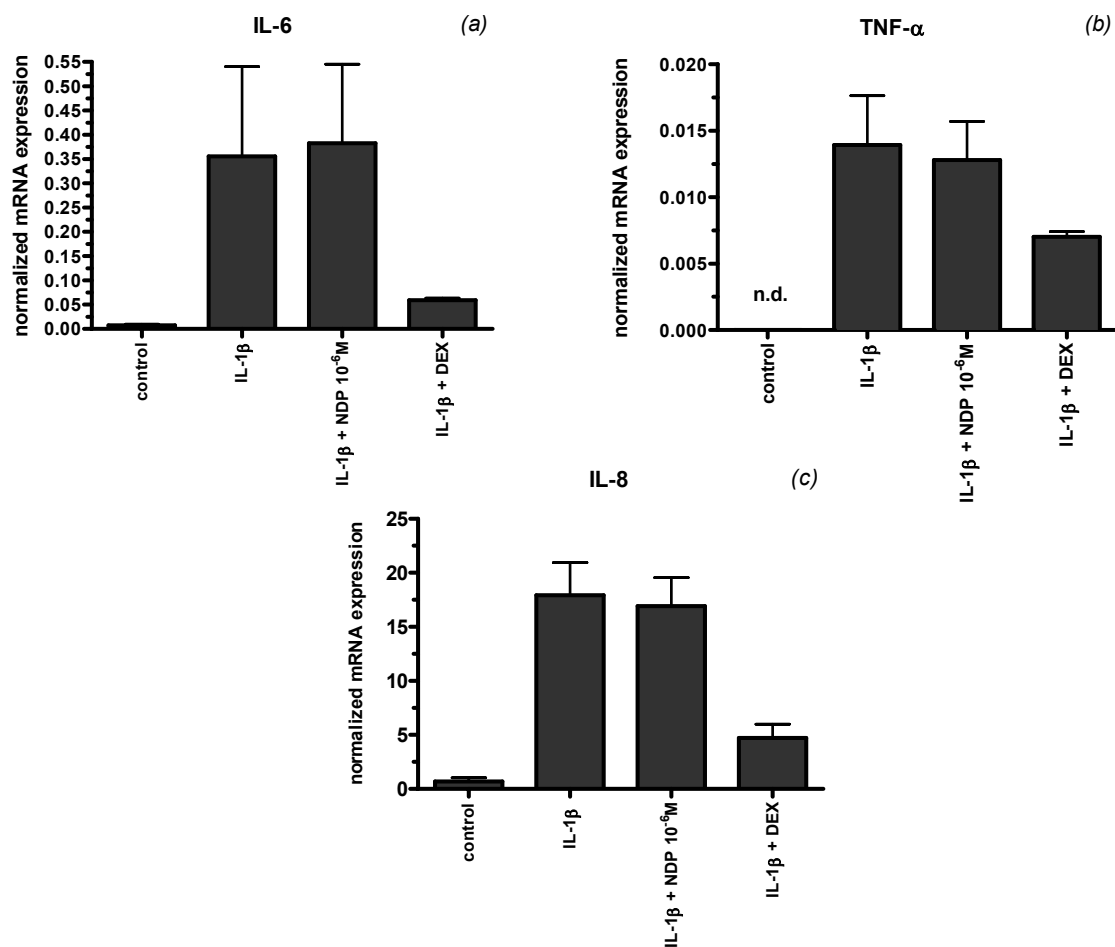 IL-6
(a)
normalized mRNA expression
0.55
0.50
0.45
0.40
0.35
0.30
0.25
0.20
0.15
0.10
0.05
0.00
control
IL-1β
IL-1β + NDP 10⁻⁶M
IL-1β + DEX
TNF-α
(b)
normalized mRNA expression
0.020
0.015
0.010
0.005
0.000
n.d.
control
IL-1β
IL-1β + NDP 10⁻⁶M
IL-1β + DEX
IL-8
(c)
normalized mRNA expression
25
20
15
10
5
0
control
IL-1β
IL-1β + NDP 10⁻⁶M
IL-1β + DEX